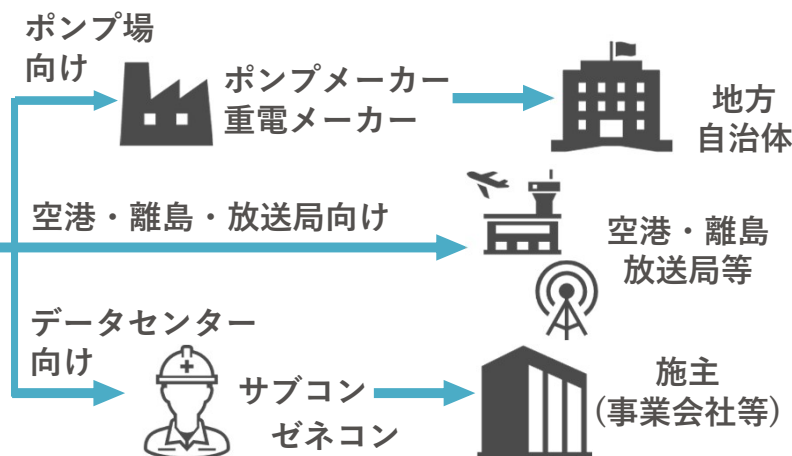 ポンプ場
向け
ポンプメーカー
重電メーカー
地方
自治体
空港・離島・放送局向け
空港・離島
放送局等
データセンター
向け
サブコン
ゼネコン
施主
(事業会社等)